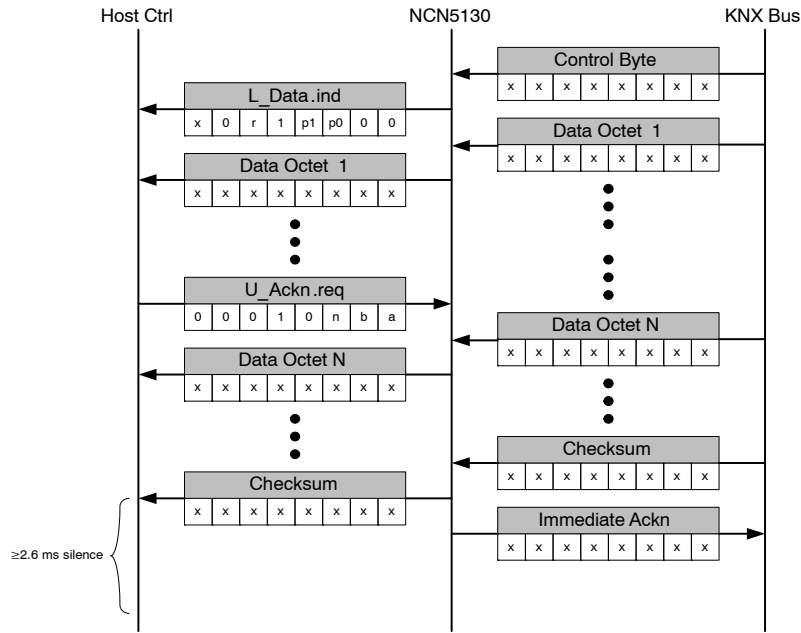 Host Ctrl NCN5130 KNX Bus
Control Byte
x x x x x x x x
L_Data.ind
x 0 r 1 p1 p0 0 0
Data Octet 1
x x x x x x x x
Data Octet 1
x x x x x x x x
U_Ackn.req
0 0 0 1 0 n b a
Data Octet N
x x x x x x x x
Data Octet N
x x x x x x x x
Checksum
x x x x x x x x
Checksum
x x x x x x x x
Immediate Ackn
x x x x x x x x
≥2.6 ms silence